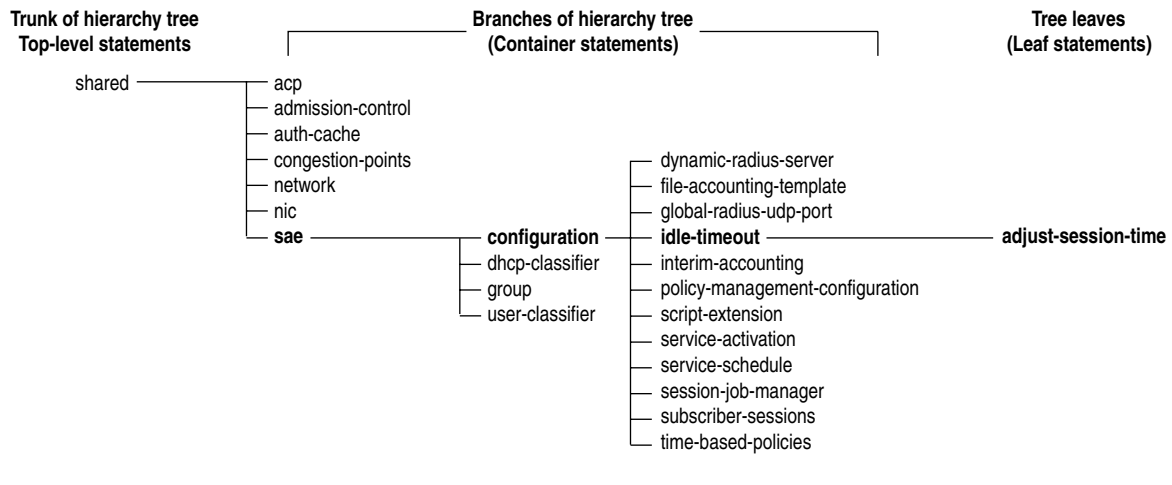 Trunk of hierarchy tree
Top-level statements
Branches of hierarchy tree
(Container statements)
Tree leaves
(Leaf statements)
shared
acp
admission-control
auth-cache
congestion-points
network
nic
sae
configuration
dhcp-classifier
group
user-classifier
dynamic-radius-server
file-accounting-template
global-radius-udp-port
idle-timeout
interim-accounting
policy-management-configuration
script-extension
service-activation
service-schedule
session-job-manager
subscriber-sessions
time-based-policies
adjust-session-time